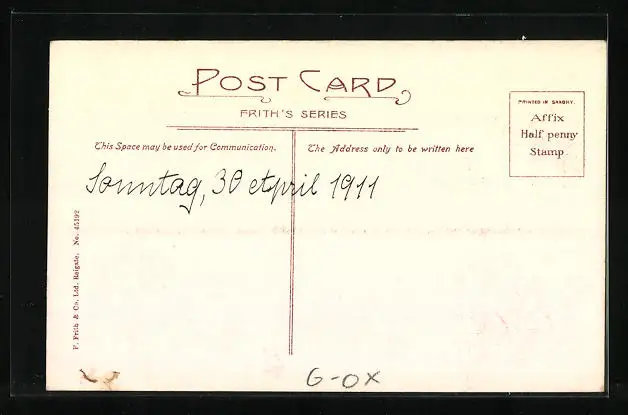 POST CARD
FRITH'S SERIES
PRINTED IN SAXONY.
Affix
Half penny
Stamp.
This Space may be used for Communication.
The Address only to be written here
Sonntag, 30 April 1911
F. Frith & Co. Ltd. Reigate. No. 45192
G-OX